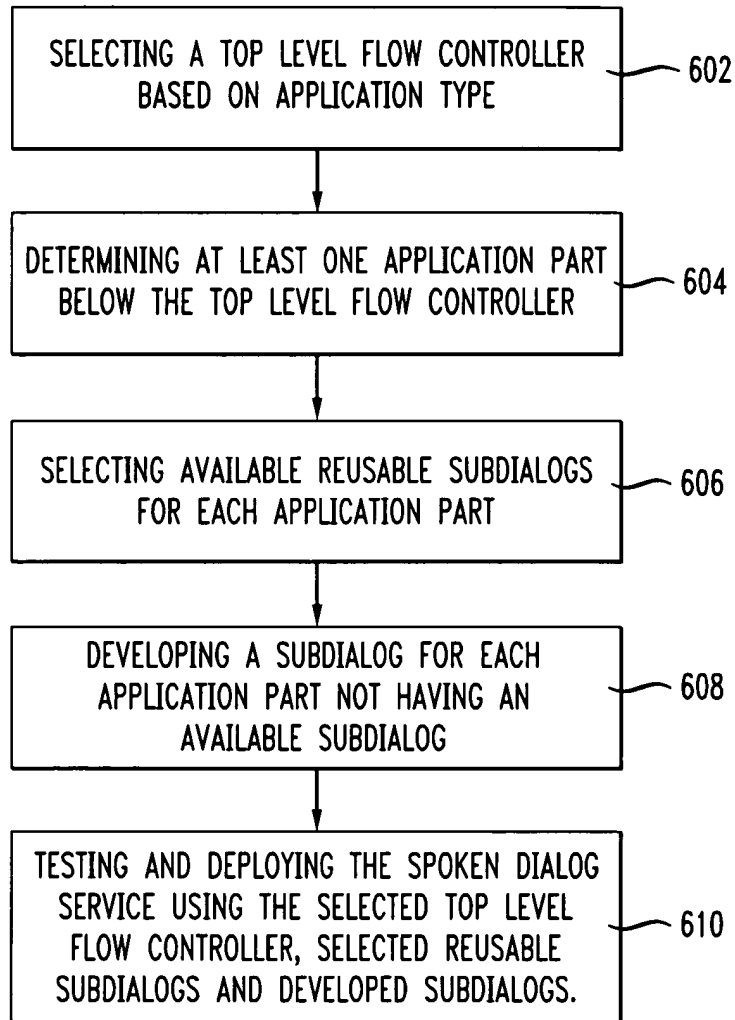 SELECTING A TOP LEVEL FLOW CONTROLLER
BASED ON APPLICATION TYPE
602
DETERMINING AT LEAST ONE APPLICATION PART
BELOW THE TOP LEVEL FLOW CONTROLLER
604
SELECTING AVAILABLE REUSABLE SUBDIALOGS
FOR EACH APPLICATION PART
606
DEVELOPING A SUBDIALOG FOR EACH
APPLICATION PART NOT HAVING AN
AVAILABLE SUBDIALOG
608
TESTING AND DEPLOYING THE SPOKEN DIALOG
SERVICE USING THE SELECTED TOP LEVEL
FLOW CONTROLLER, SELECTED REUSABLE
SUBDIALOGS AND DEVELOPED SUBDIALOGS.
610